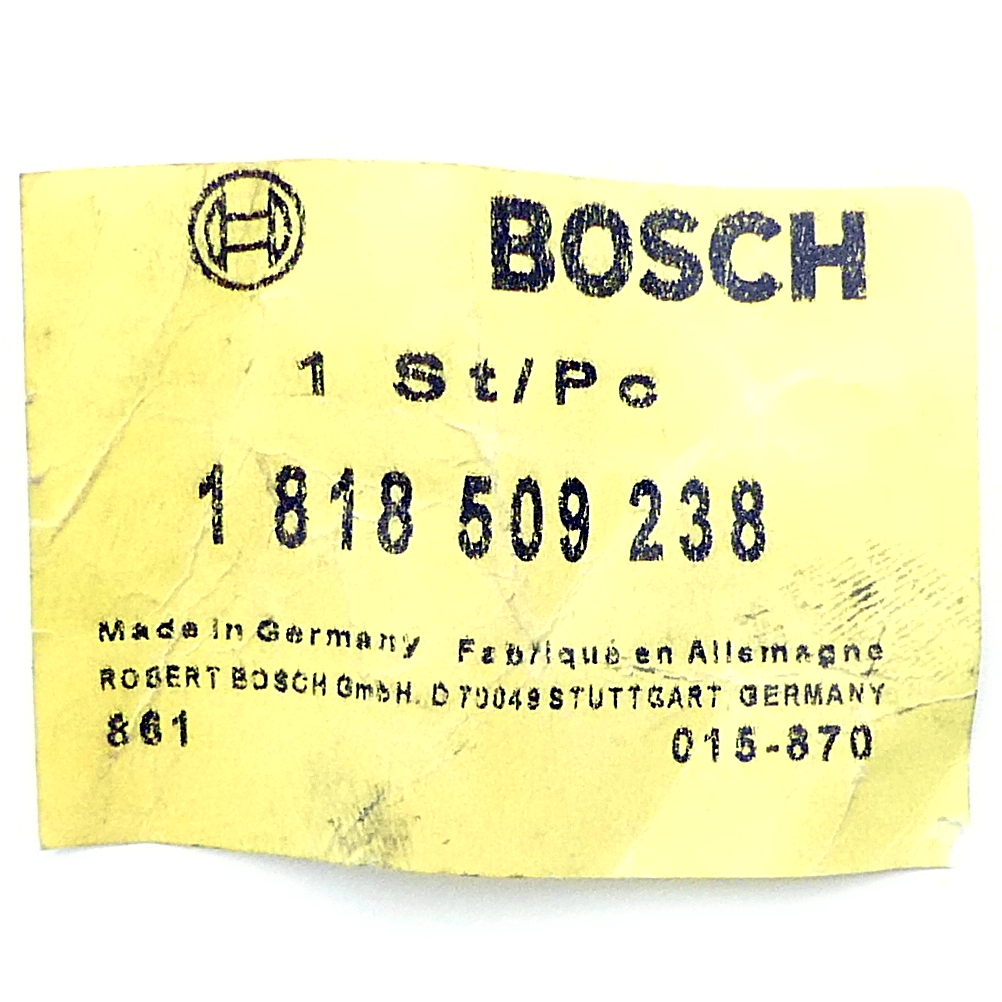 BOSCH
1 St/Pc
1 818 509 238
Made in Germany Fabriqué en Allemagne
ROBERT BOSCH GmbH. D 70049 STUTTGART GERMANY
861 015-870